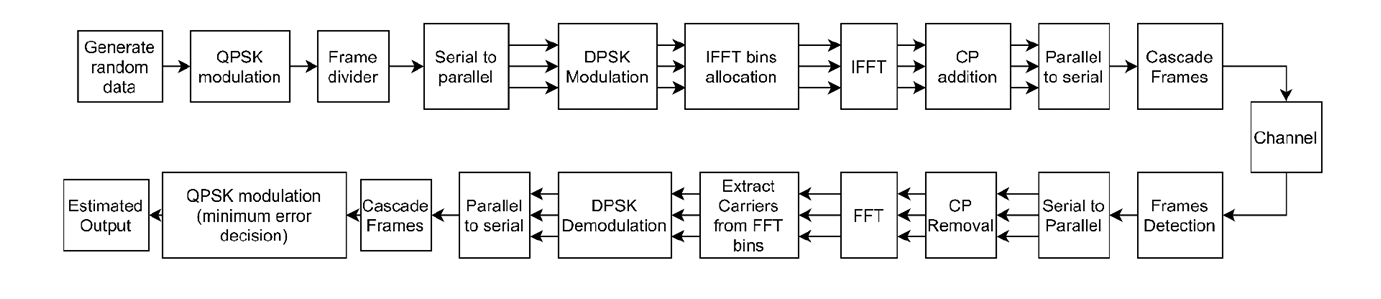 Generate
random
data
QPSK
modulation
Frame
divider
Serial to
parallel
DPSK
Modulation
IFFT bins
allocation
IFFT
CP
addition
Parallel
to serial
Cascade
Frames
Channel
Frames
Detection
Serial to
Parallel
CP
Removal
FFT
Extract
Carriers
from FFT
bins
DPSK
Demodulation
Parallel
to serial
Cascade
Frames
QPSK modulation
(minimum error
decision)
Estimated
Output